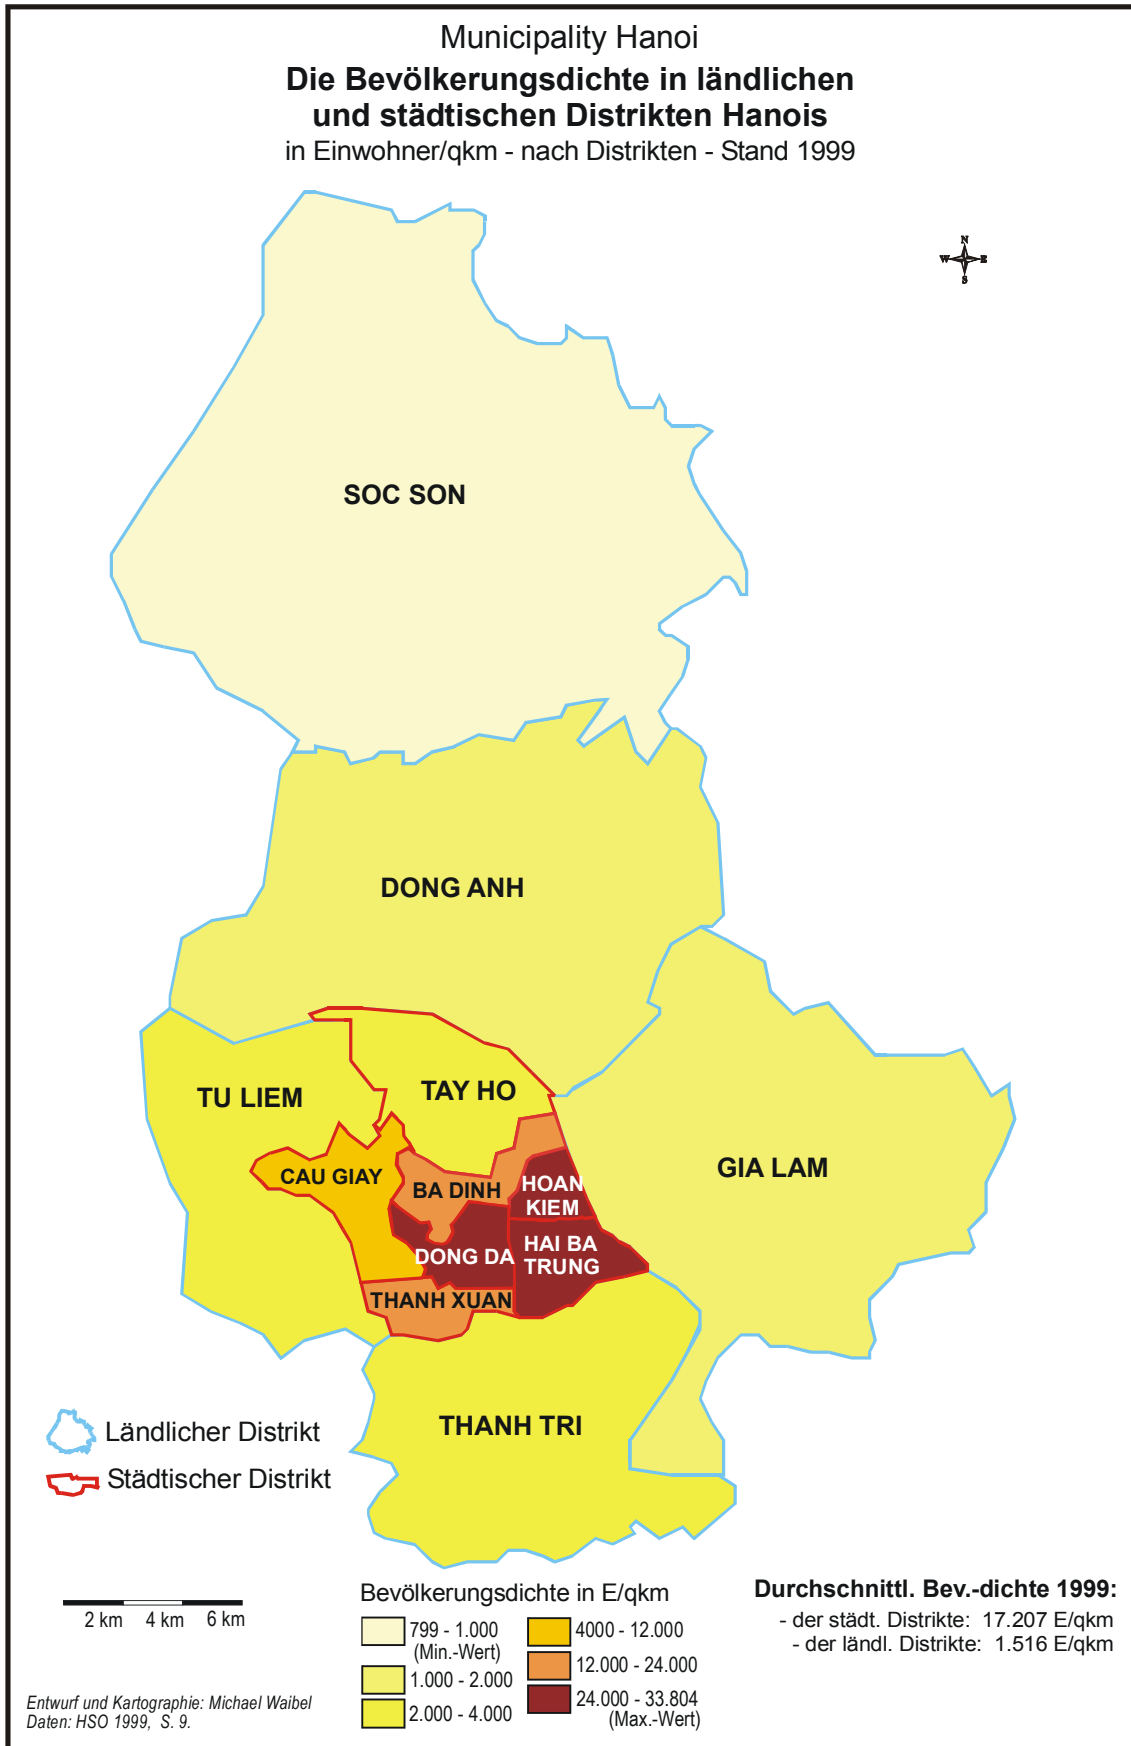 Municipality Hanoi
Die Bevölkerungsdichte in ländlichen
und städtischen Distrikten Hanois
in Einwohner/qkm - nach Distrikten - Stand 1999
N
W E
S
SOC SON
DONG ANH
TU LIEM
TAY HO
GIA LAM
CAU GIAY
BA DINH
HOAN
KIEM
DONG DA
HAI BA
TRUNG
THANH XUAN
THANH TRI
Ländlicher Distrikt
Städtischer Distrikt
2 km 4 km 6 km
Bevölkerungsdichte in E/qkm
799 - 1.000
(Min.-Wert)
1.000 - 2.000
2.000 - 4.000
4000 - 12.000
12.000 - 24.000
24.000 - 33.804
(Max.-Wert)
Durchschnittl. Bev.-dichte 1999:
- der städt. Distrikte: 17.207 E/qkm
- der ländl. Distrikte: 1.516 E/qkm
Entwurf und Kartographie: Michael Waibel
Daten: HSO 1999, S. 9.